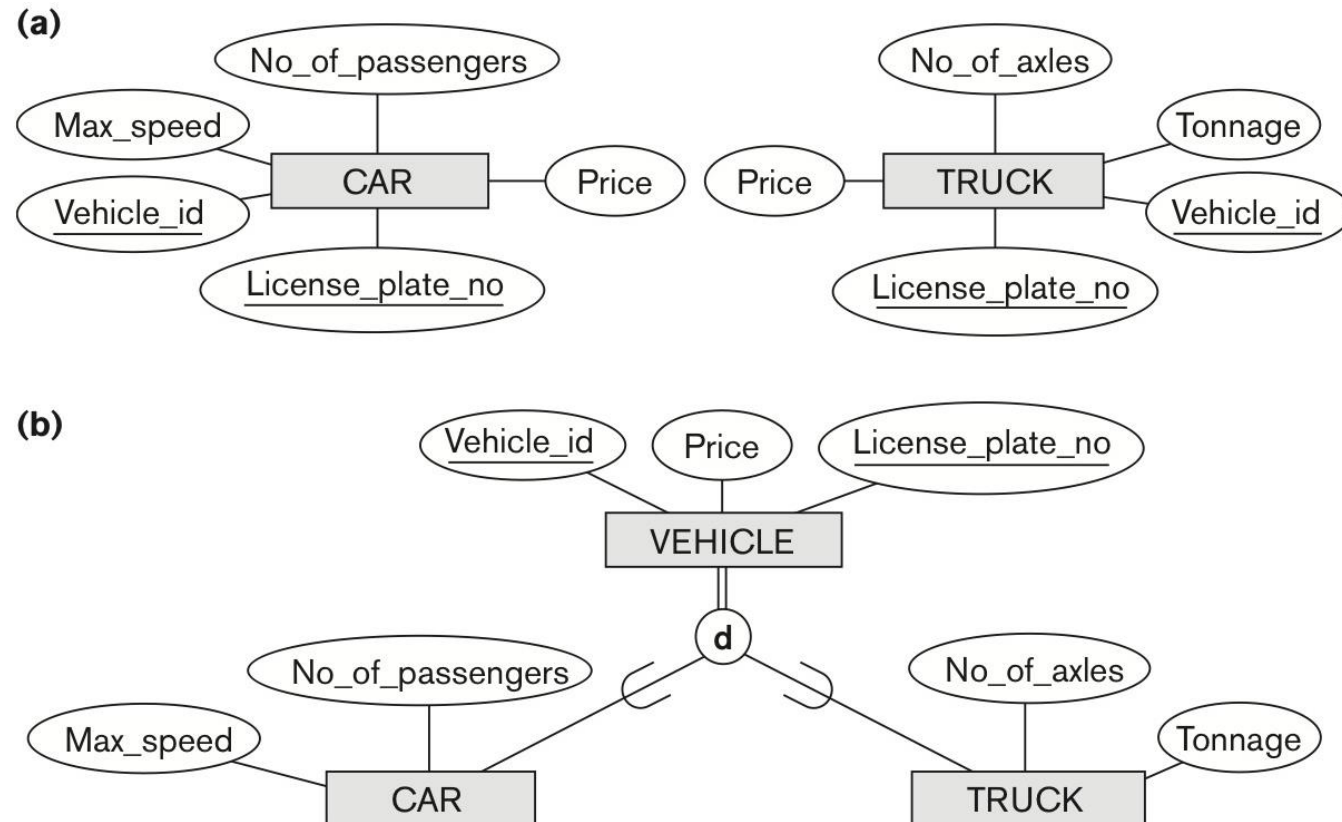 (a)
No_of_passengers
No_of_axles
Max_speed
Tonnage
CAR
Price
Price
TRUCK
Vehicle_id
Vehicle_id
License_plate_no
License_plate_no
(b)
Vehicle_id
Price
License_plate_no
VEHICLE
d
No_of_passengers
No_of_axles
Max_speed
Tonnage
CAR
TRUCK